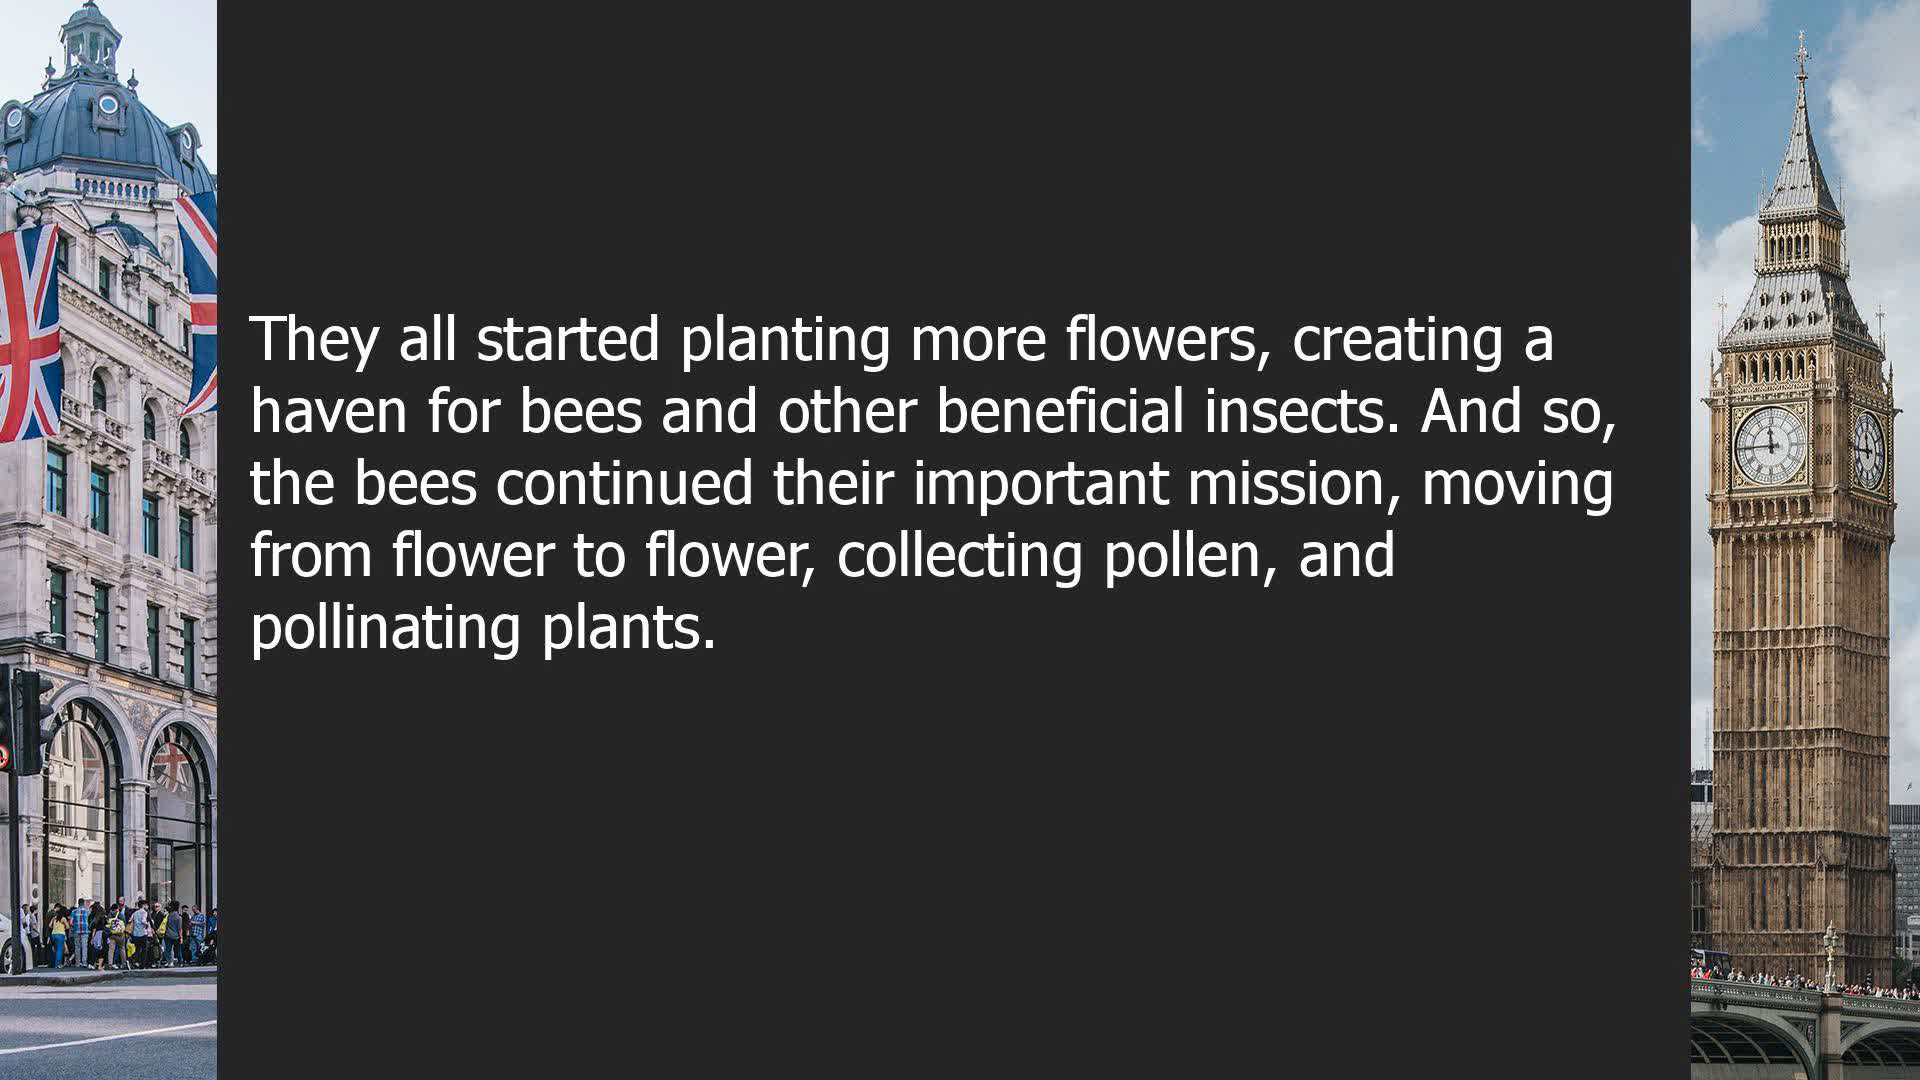 They all started planting more flowers, creating a
haven for bees and other beneficial insects. And so,
the bees continued their important mission, moving
from flower to flower, collecting pollen, and
pollinating plants.